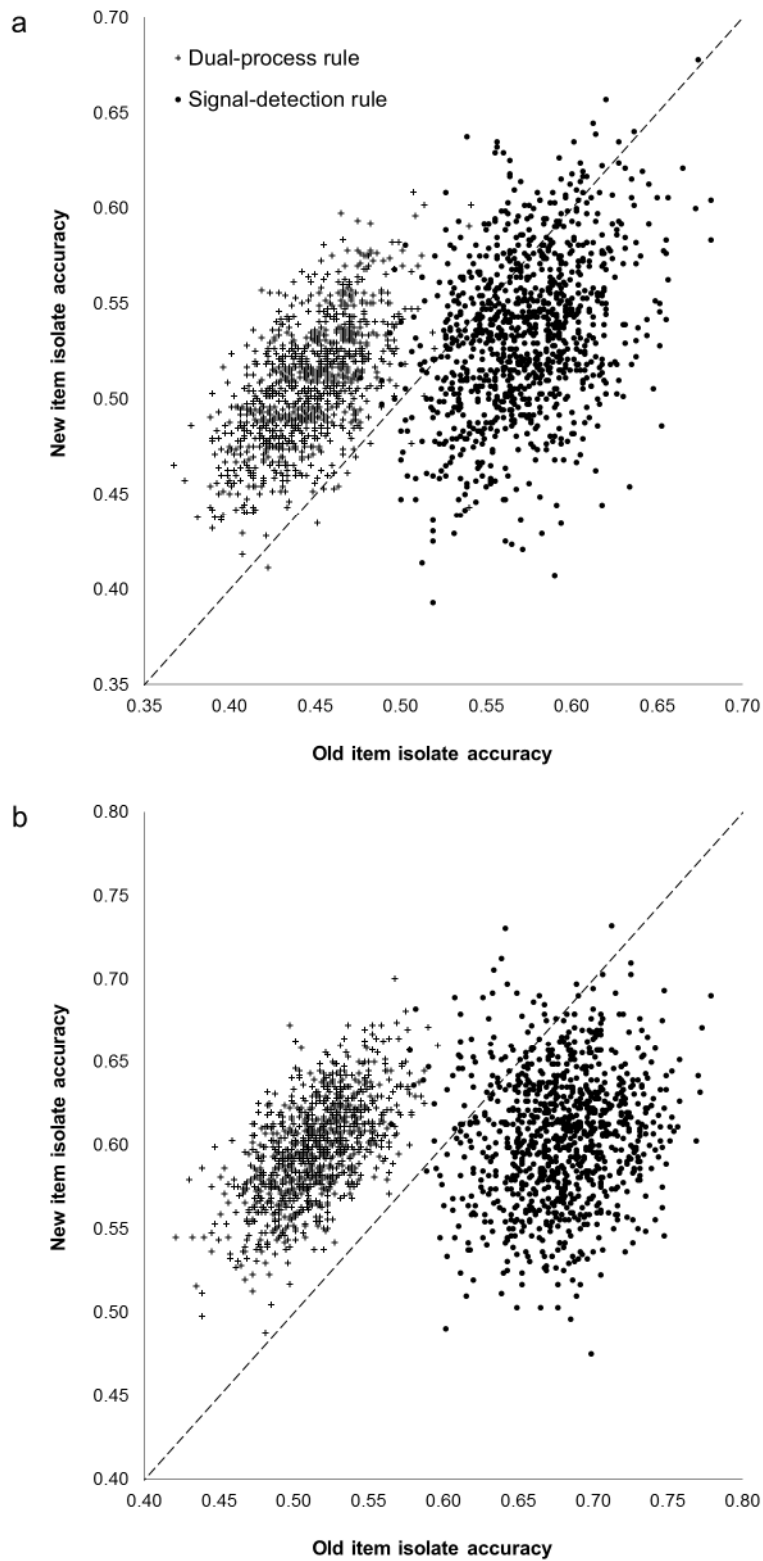 a
0.70
Dual-process rule
Signal-detection rule
0.65
0.60
0.55
0.50
0.45
0.40
0.35
New item isolate accuracy
0.35 0.40 0.45 0.50 0.55 0.60 0.65 0.70
Old item isolate accuracy
b
0.80
0.75
0.70
0.65
0.60
0.55
0.50
0.45
0.40
New item isolate accuracy
0.40 0.45 0.50 0.55 0.60 0.65 0.70 0.75 0.80
Old item isolate accuracy